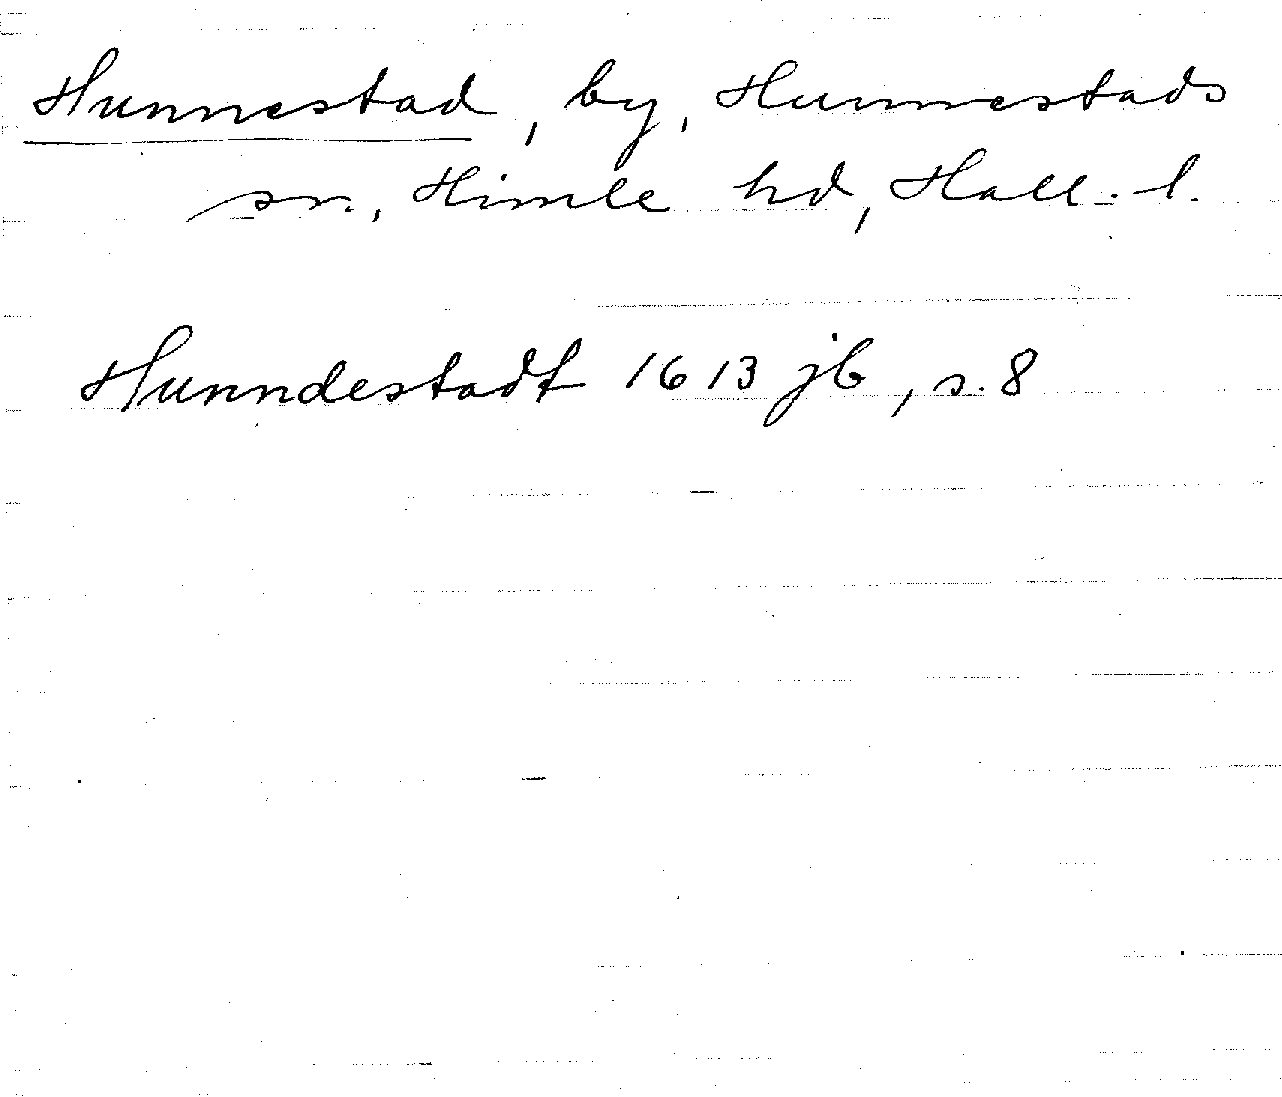 Hunnestad, by, Hunnestads
sn, Himle hd, Hall. l.
Hunndestadt 1613 jb, s. 8